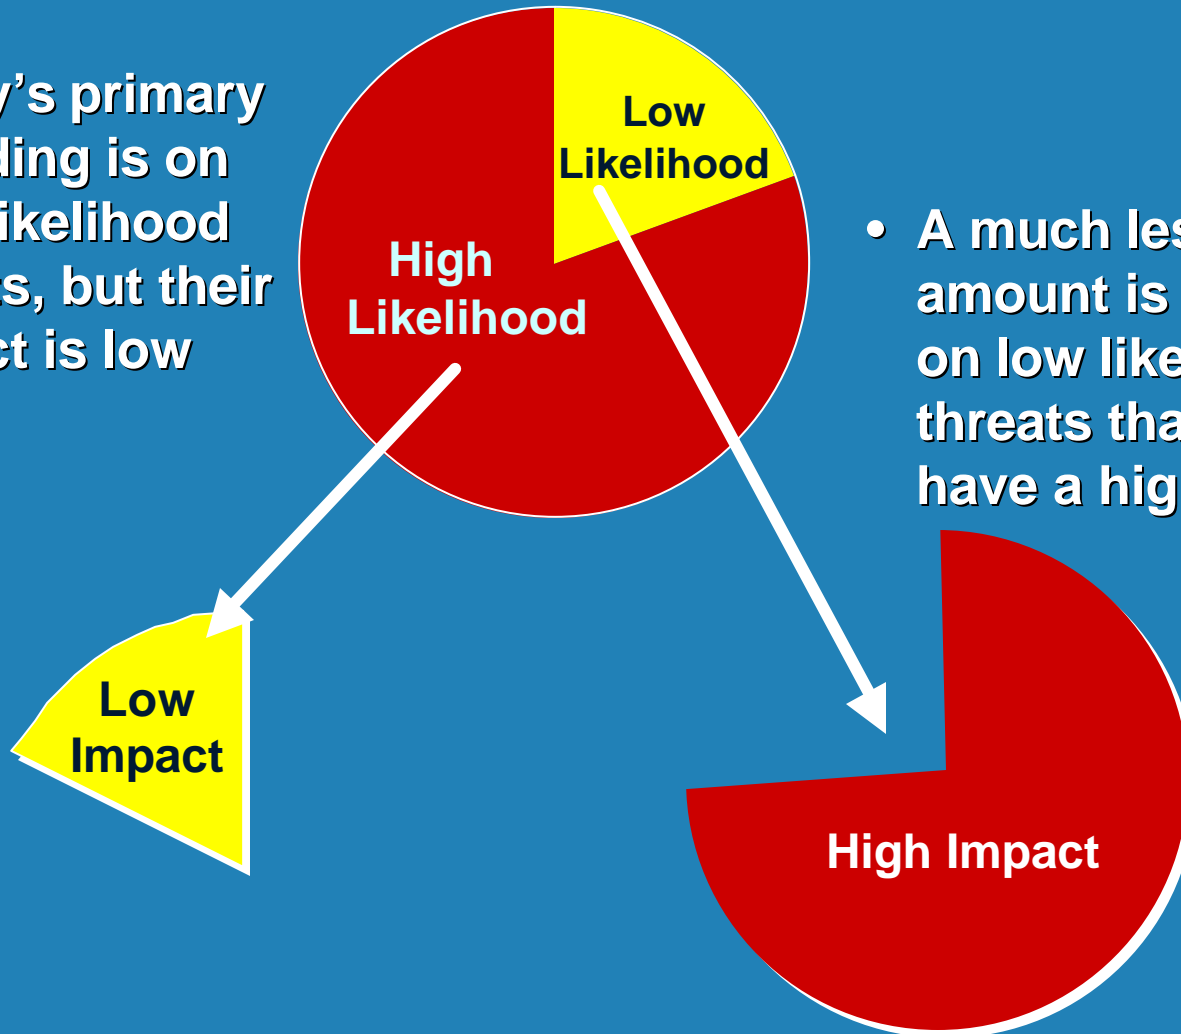 y's primary
ding is on
ikelihood
ts, but their
ct is low
Low
Likelihood
High
Likelihood
• A much les
amount is
on low like
threats tha
have a hig
Low
Impact
High Impact